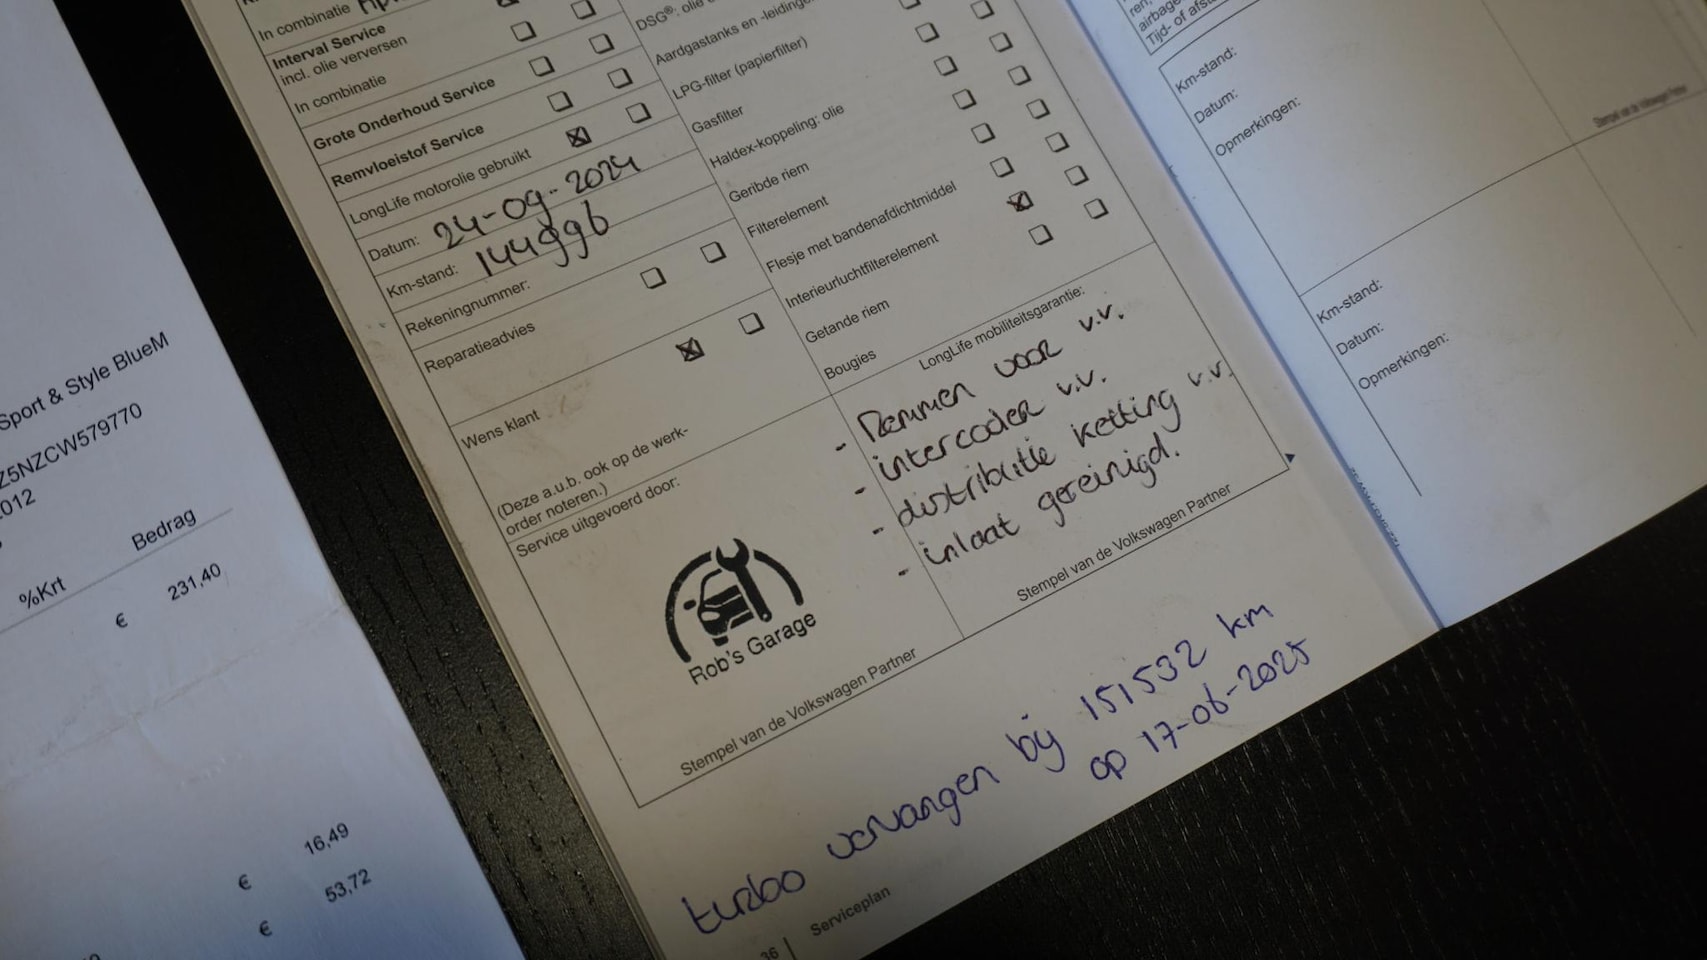 Sport & Style BlueM
Z5NZCW579770
2012
%Krt
Bedrag
€ 231,40
€ 16,49
€ 53,72
In combinatie
Interval Service
incl. olie verversen
In combinatie
Grote Onderhoud Service
Remvloeistof Service
LongLife motorolie gebruikt
Datum: 24-09-2024
Km-stand: 144996
Rekeningnummer:
Reparatieadvies
Wens klant
(Deze a.u.b. ook op de werk-
order noteren.)
Service uitgevoerd door:
Rob's Garage
Stempel van de Volkswagen Partner
Aardgastanks en -leidingen
LPG-filter (papierfilter)
Gasfilter
Haldex-koppeling: olie
Geribde riem
Filterelement
Flesje met bandenafdichtmiddel
Interieurluchtfilterelement
Getande riem
Bougies
LongLife mobiliteitsgarantie:
- Remmen voor v.v.
- intercoder v.v.
- distributie ketting v.v.
- inlaat gereinigd.
Stempel van de Volkswagen Partner
turbo vervangen bij 151532 km
op 17-06-2025
36 | Serviceplan
Km-stand:
Datum:
Opmerkingen:
Km-stand:
Datum:
Opmerkingen: